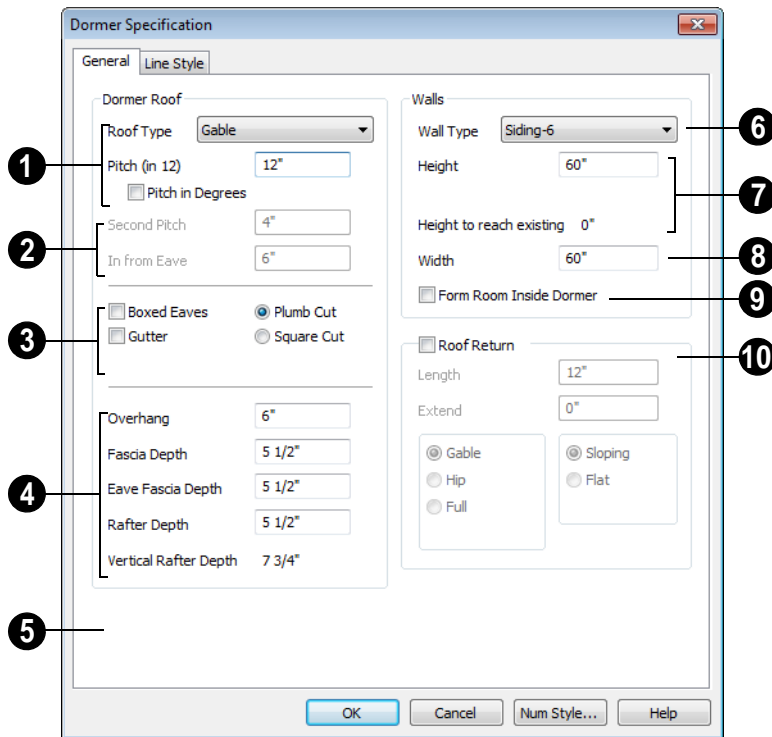 Dormer Specification
General
Line Style
Dormer Roof
1
Roof Type Gable
Pitch (in 12) 12"
Pitch in Degrees
2
Second Pitch 4"
In from Eave 6"
3
Boxed Eaves Plumb Cut
Gutter Square Cut
4
Overhang 6"
Fascia Depth 5 1/2"
Eave Fascia Depth 5 1/2"
Rafter Depth 5 1/2"
Vertical Rafter Depth 7 3/4"
5
Walls
Wall Type Siding-6
6
Height 60"
7
Height to reach existing 0"
Width 60"
8
Form Room Inside Dormer
9
Roof Return
10
Length 12"
Extend 0"
Gable Sloping
Hip Flat
Full
OK Cancel Num Style... Help